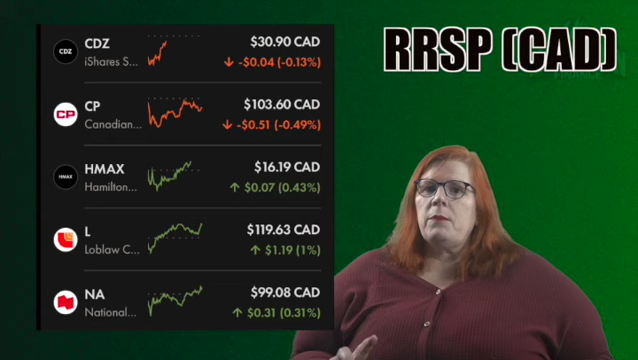 RRSP (CAD)
CDZ
$30.90 CAD
iShares S...
-$0.04 (-0.13%)
CP
$103.60 CAD
Canadian...
-$0.51 (-0.49%)
HMAX
$16.19 CAD
Hamilton...
$0.07 (0.43%)
L
$119.63 CAD
Loblaw C...
$1.19 (1%)
NA
$99.08 CAD
National...
$0.31 (0.31%)
CDZ
CP
HMAX